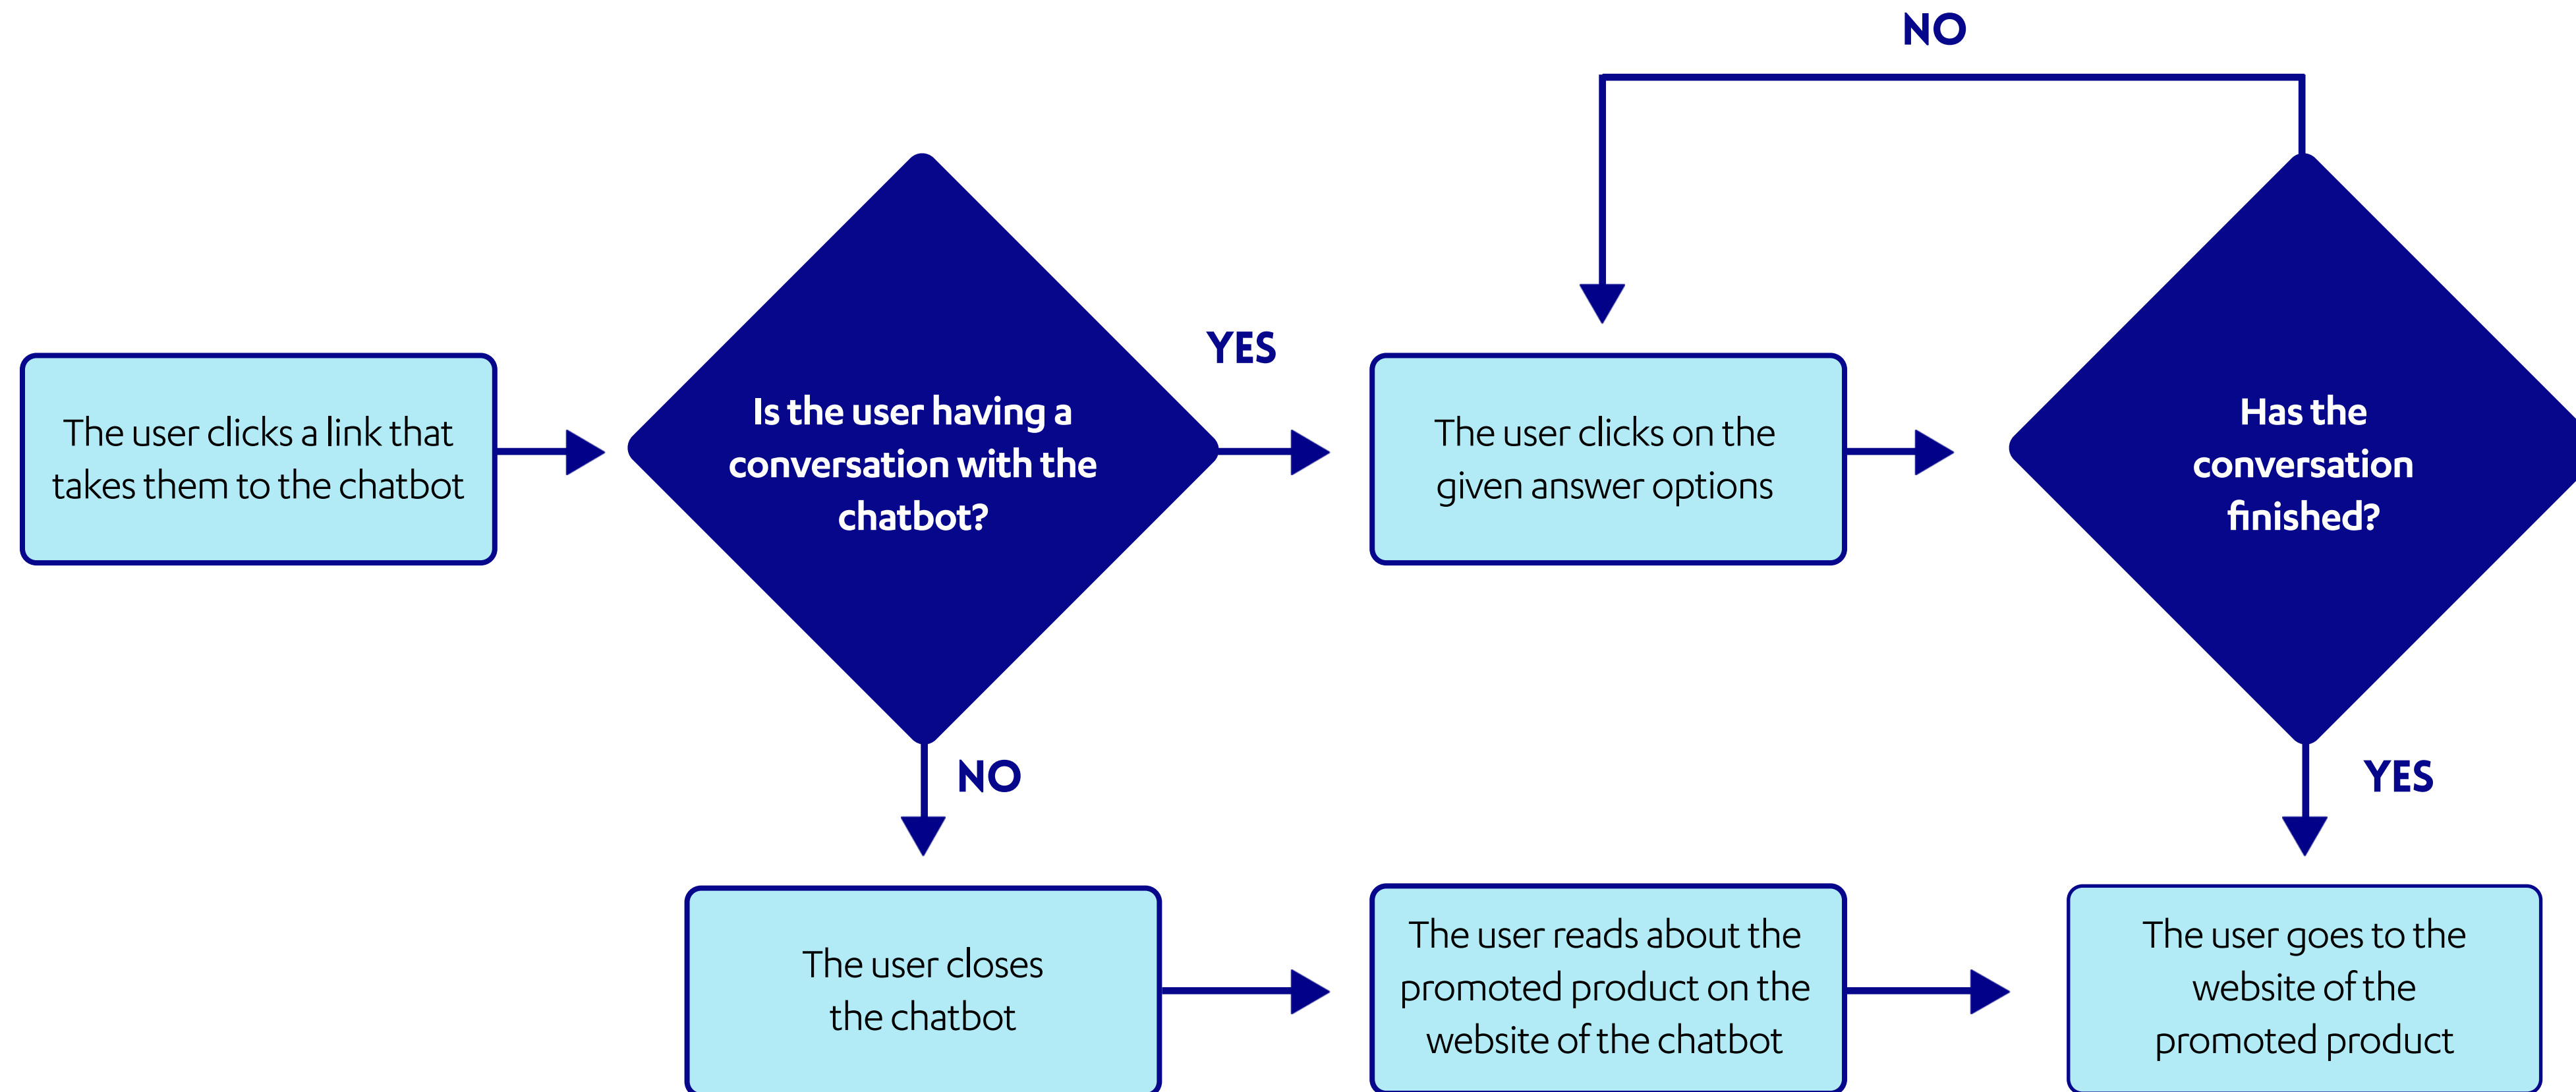 NO
The user clicks a link that
takes them to the chatbot
Is the user having a
conversation with the
chatbot?
YES
The user clicks on the
given answer options
Has the
conversation
finished?
NO
YES
The user closes
the chatbot
The user reads about the
promoted product on the
website of the chatbot
The user goes to the
website of the
promoted product